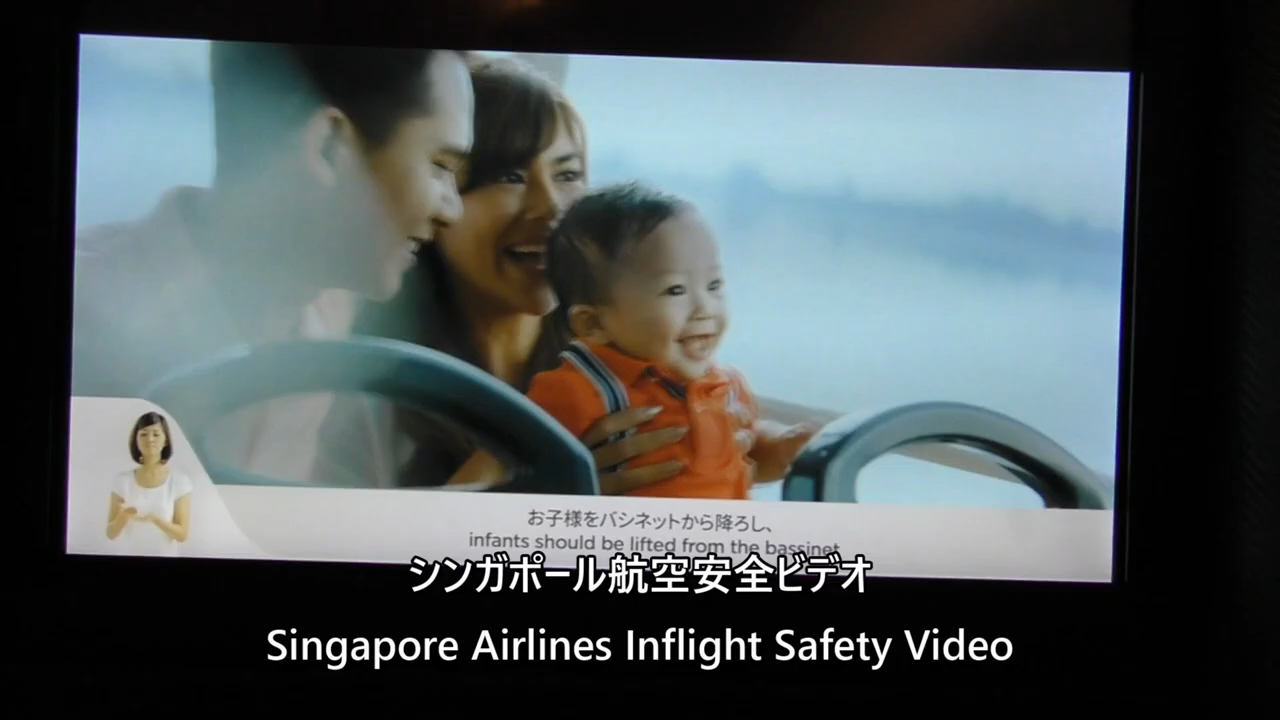 お子様をバシネットから降ろし、
infants should be lifted from the bassinet
シンガポール航空安全ビデオ
Singapore Airlines Inflight Safety Video